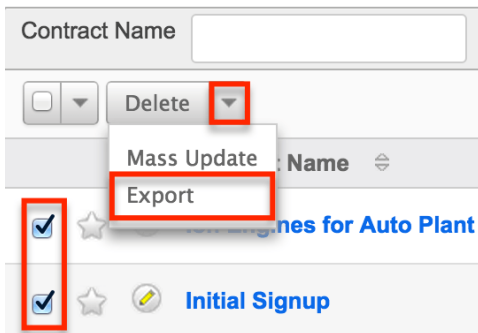 Contract Name
Delete
Mass Update
Name
Export
Engines for Auto Plant
Initial Signup